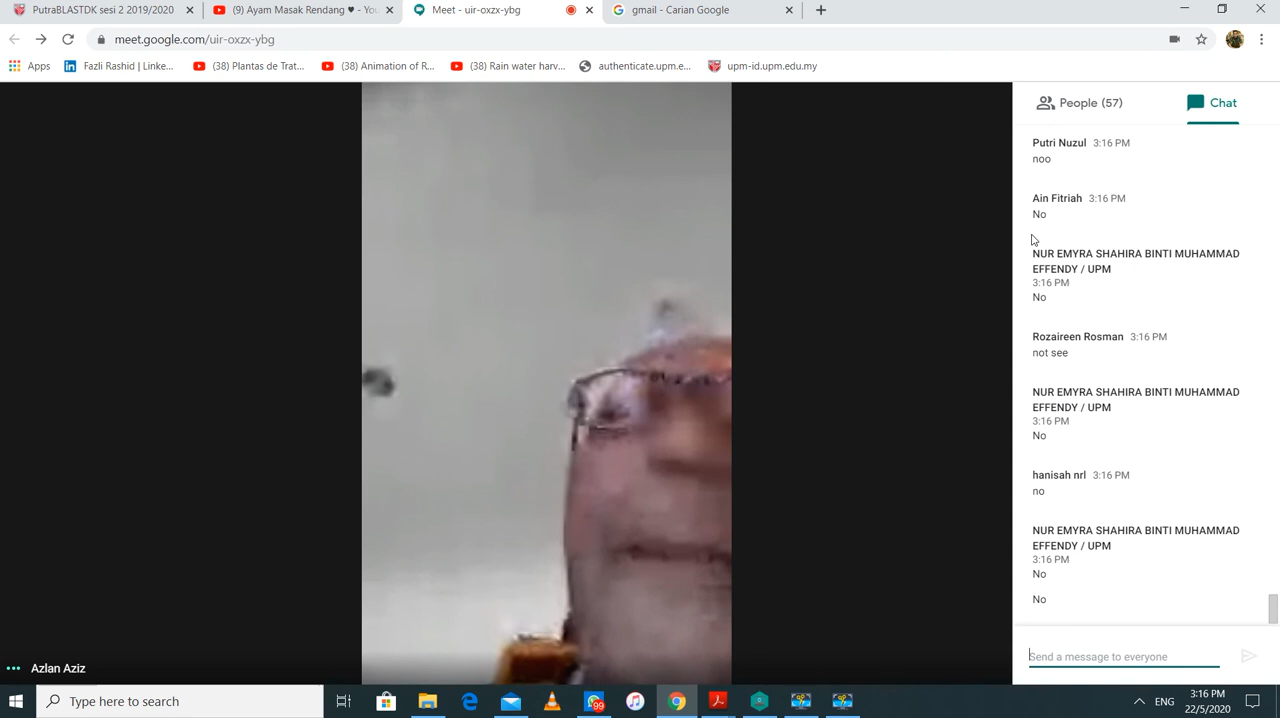 PutraBLASTDK sesi 2 2019/2020
(9) Ayam Masak Rendang ♥ - You
Meet - uir-oxzx-ybg
gmail - Carian Google
meet.google.com/uir-oxzx-ybg
Apps
Fazli Rashid | Linke...
(38) Plantas de Trat...
(38) Animation of R...
(38) Rain water harv...
authenticate.upm.e...
upm-id.upm.edu.my
People (57)
Chat
Putri Nuzul 3:16 PM
noo
Ain Fitriah 3:16 PM
No
NUR EMYRA SHAHIRA BINTI MUHAMMAD
EFFENDY / UPM
3:16 PM
No
Rozaireen Rosman 3:16 PM
not see
NUR EMYRA SHAHIRA BINTI MUHAMMAD
EFFENDY / UPM
3:16 PM
No
hanisah nrl 3:16 PM
no
NUR EMYRA SHAHIRA BINTI MUHAMMAD
EFFENDY / UPM
3:16 PM
No
No
Send a message to everyone
Azlan Aziz
Type here to search
99
ENG
3:16 PM
22/5/2020